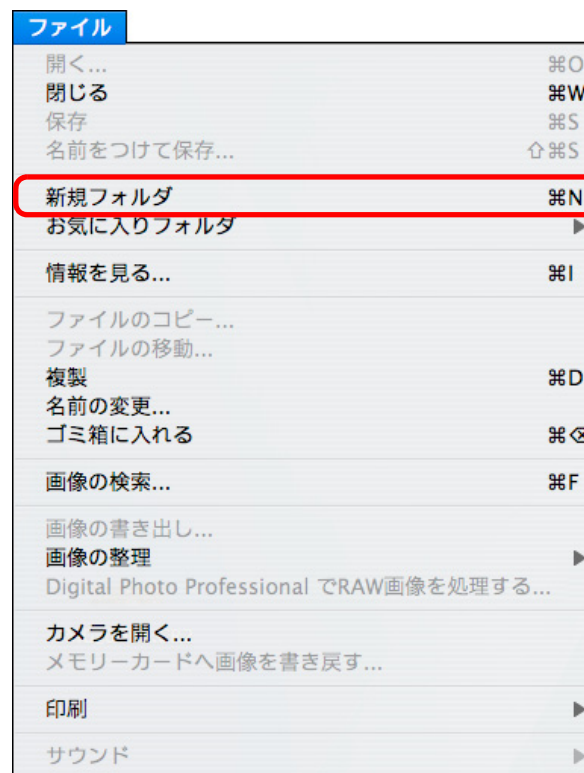 ファイル
開く... ⌘O
閉じる ⌘W
保存 ⌘S
名前をつけて保存... ⇧⌘S
新規フォルダ ⌘N
お気に入りフォルダ ▶
情報を見る... ⌘I
ファイルのコピー...
ファイルの移動...
複製 ⌘D
名前の変更...
ゴミ箱に入れる ⌘⌫
画像の検索... ⌘F
画像の書き出し...
画像の整理 ▶
Digital Photo Professional でRAW画像を処理する...
カメラを開く...
メモリーカードへ画像を書き戻す...
印刷 ▶
サウンド ▶